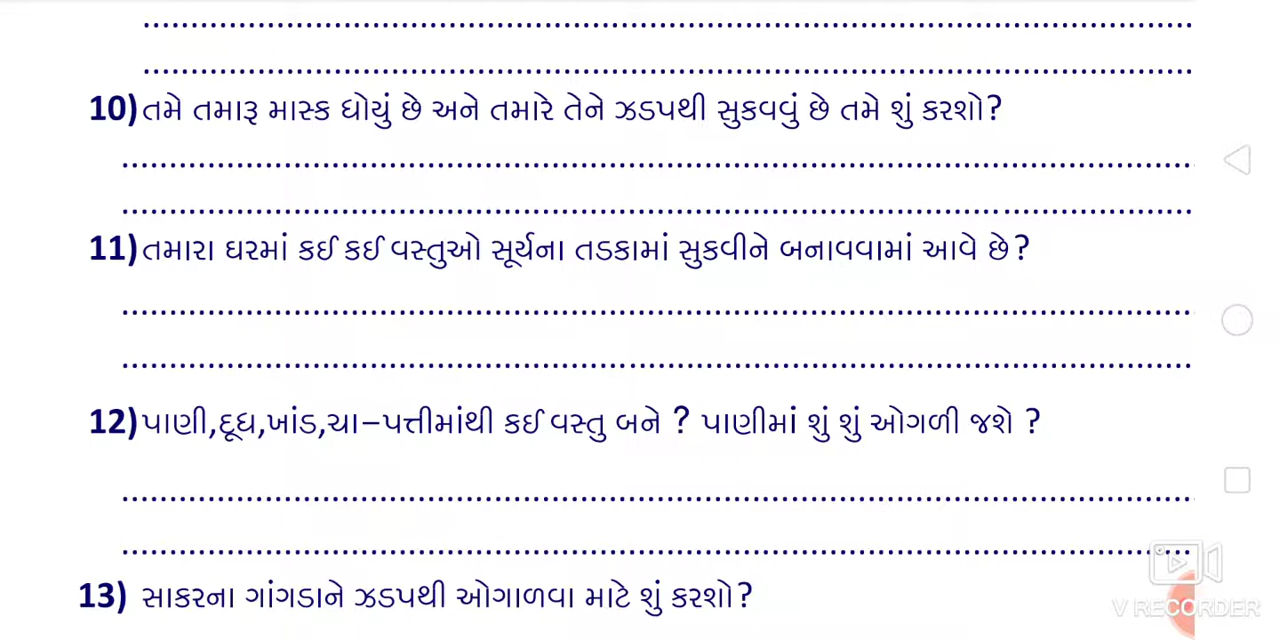 ................................................................................
................................................................................
10) તમે તમારૂ માસ્ક ધોયું છે અને તમારે તેને ઝડપથી સુકવવું છે તમે શું કરશો?
................................................................................
................................................................................
11) તમારા ઘરમાં કઈ કઈ વસ્તુઓ સૂર્યના તડકામાં સુકવીને બનાવવામાં આવે છે?
................................................................................
................................................................................
12) પાણી,દૂધ,ખાંડ,ચા–પત્તીમાંથી કઈ વસ્તુ બને ? પાણીમાં શું શું ઓગળી જશે ?
................................................................................
................................................................................
13) સાકરના ગાંગડાને ઝડપથી ઓગાળવા માટે શું કરશો?
V RECORDER